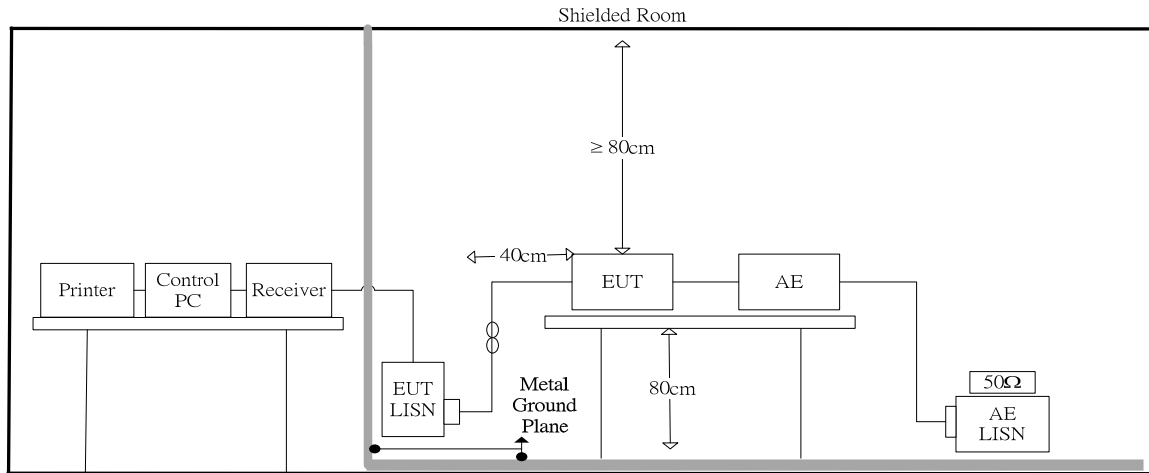 Shielded Room
≥ 80cm
40cm
Printer
Control
PC
Receiver
EUT
AE
EUT
LISN
Metal
Ground
Plane
80cm
50Ω
AE
LISN